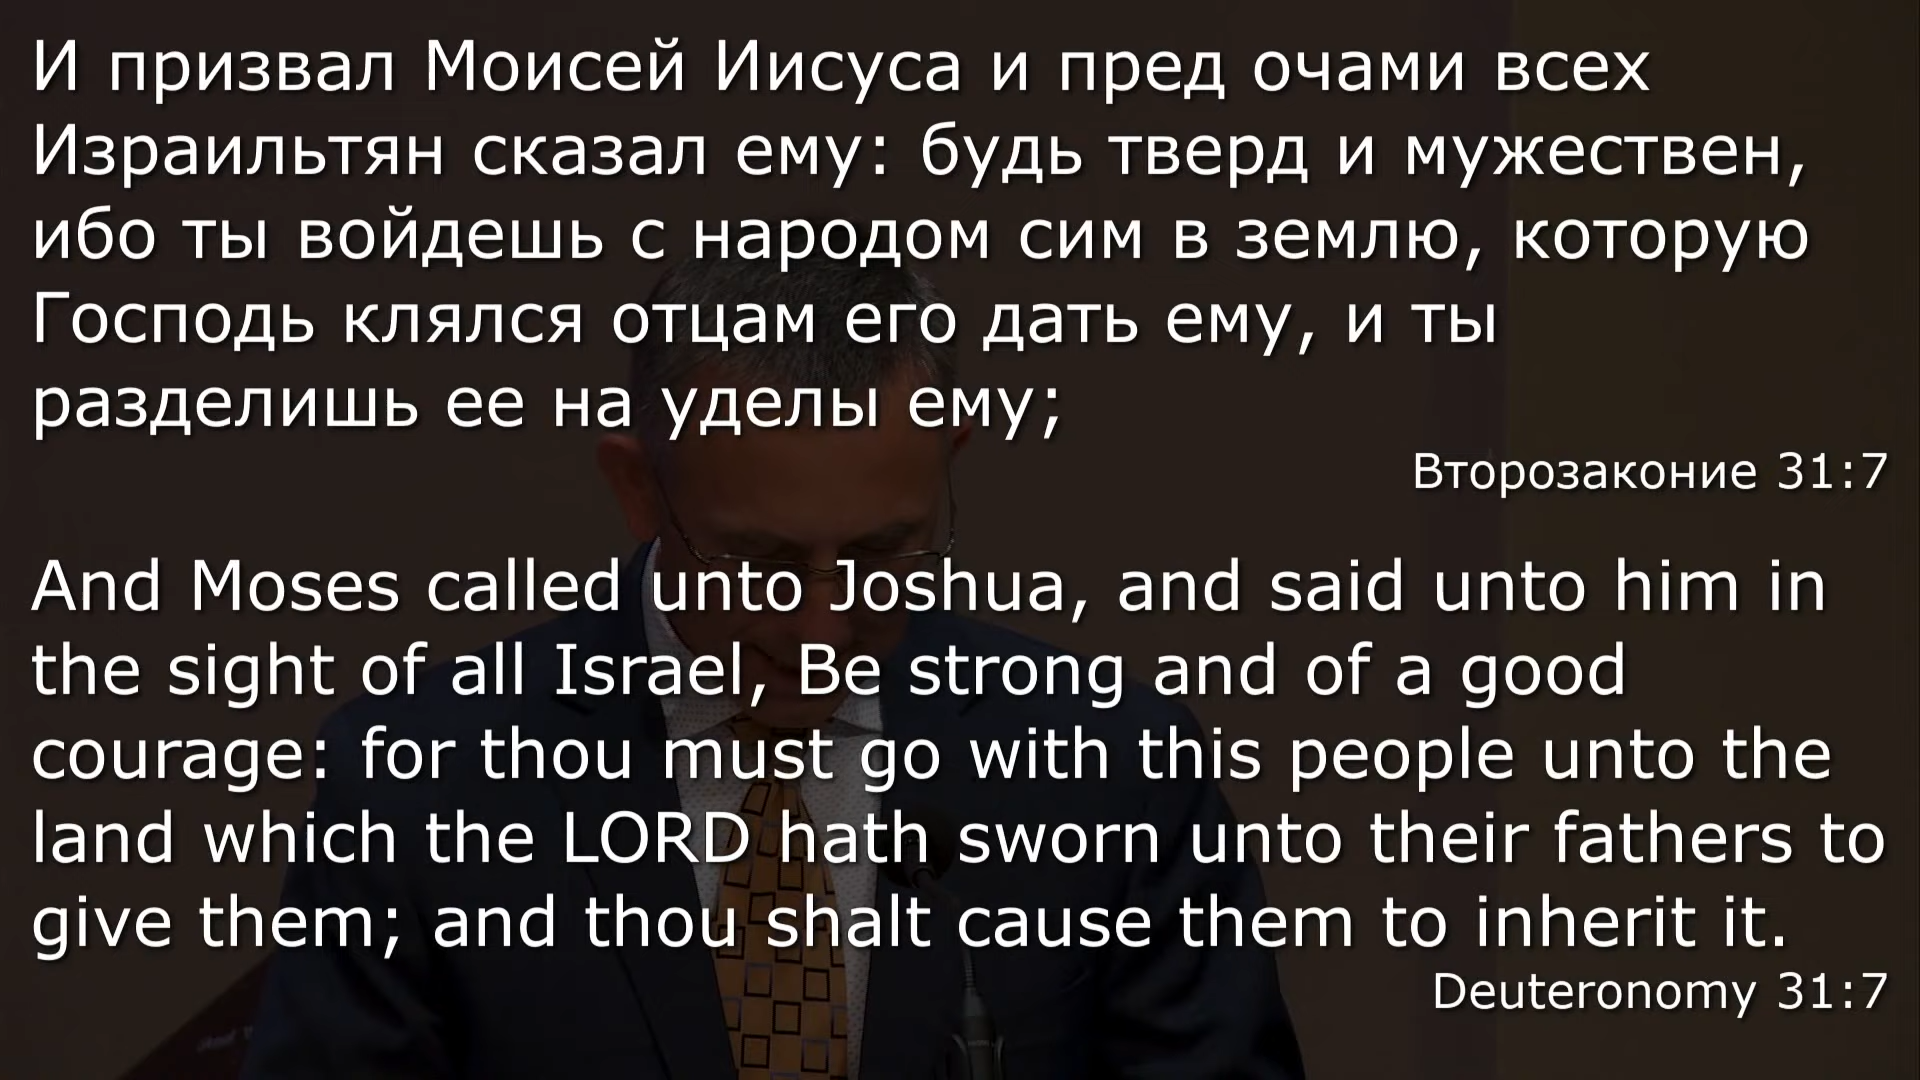 И призвал Моисей Иисуса и пред очами всех
Израильтян сказал ему: будь тверд и мужествен,
ибо ты войдешь с народом сим в землю, которую
Господь клялся отцам его дать ему, и ты
разделишь ее на уделы ему;
Второзаконие 31:7
And Moses called unto Joshua, and said unto him in
the sight of all Israel, Be strong and of a good
courage: for thou must go with this people unto the
land which the LORD hath sworn unto their fathers to
give them; and thou shalt cause them to inherit it.
Deuteronomy 31:7